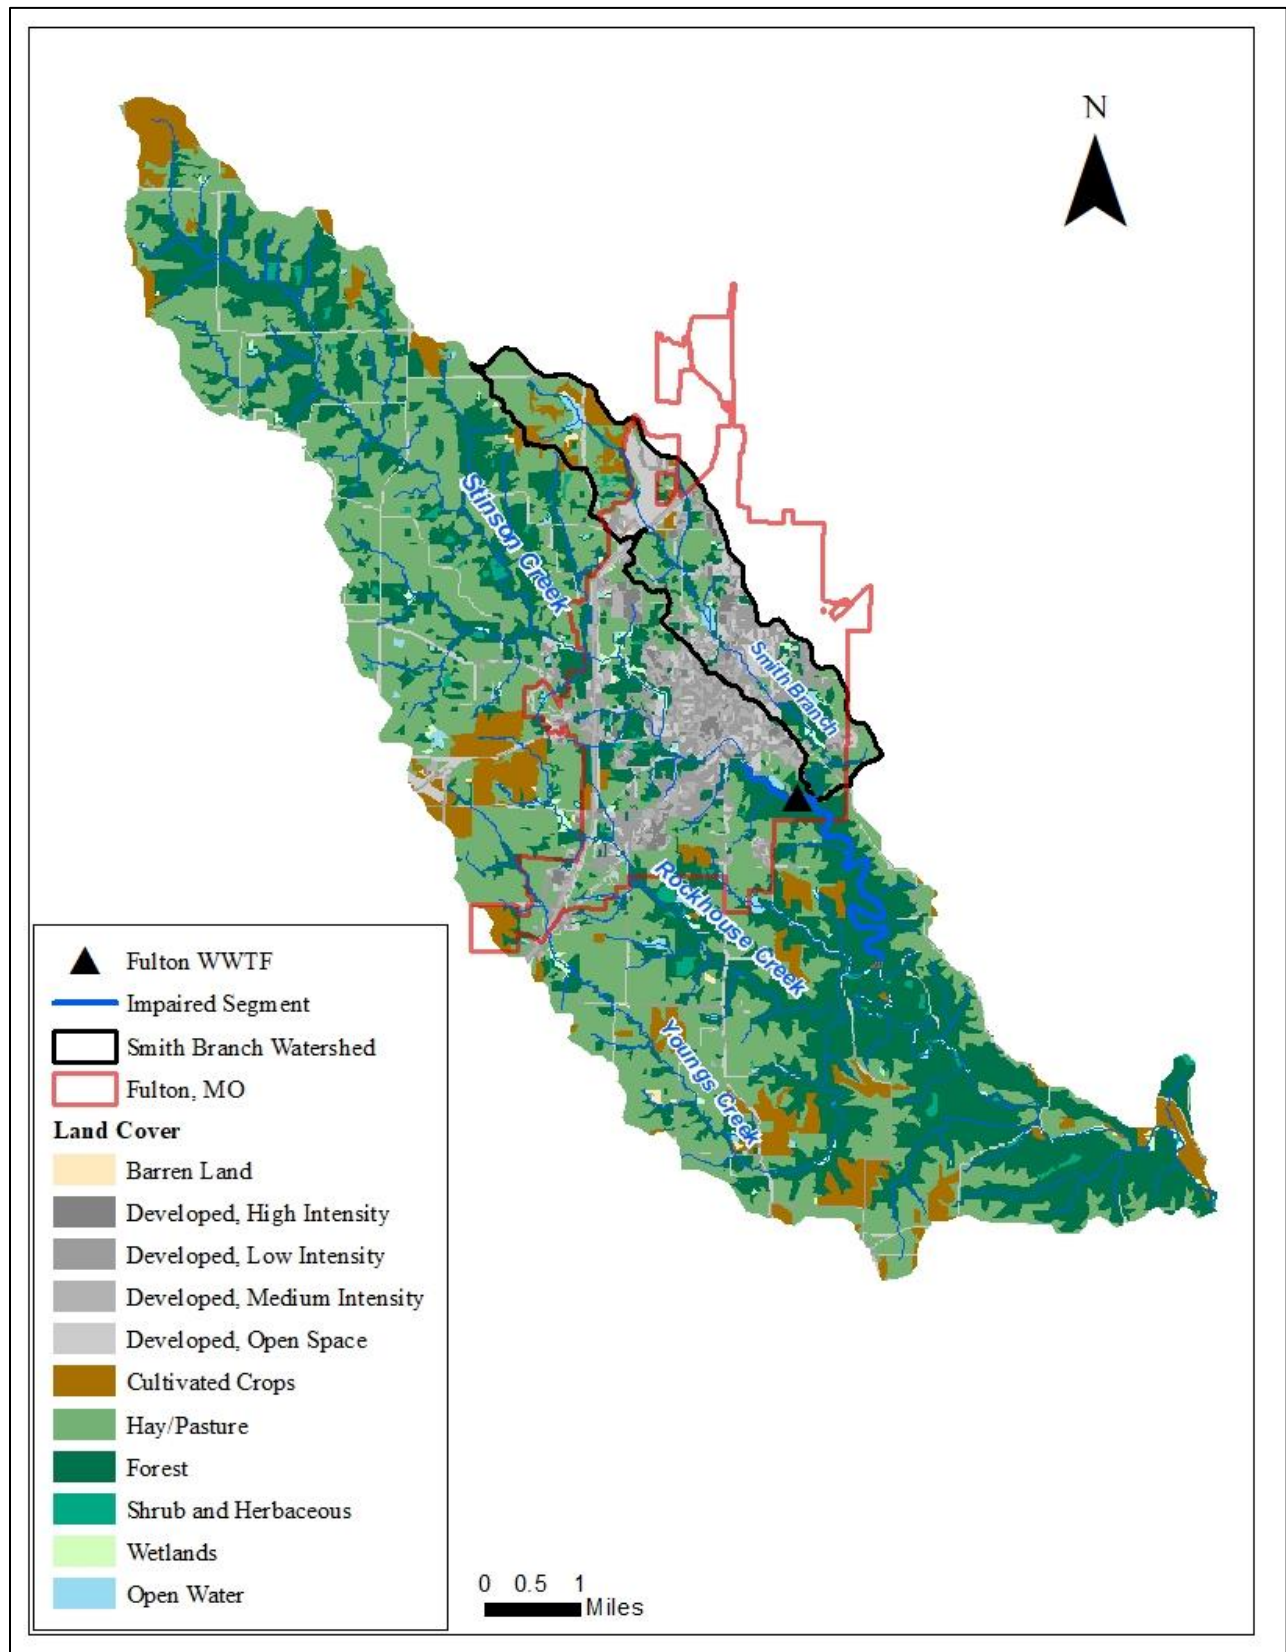 N
Stinson Creek
Smith Branch
Rockhouse Creek
Youngs Creek
Fulton WWTF
Impaired Segment
Smith Branch Watershed
Fulton, MO
Land Cover
Barren Land
Developed, High Intensity
Developed, Low Intensity
Developed, Medium Intensity
Developed, Open Space
Cultivated Crops
Hay/Pasture
Forest
Shrub and Herbaceous
Wetlands
Open Water
0 0.5 1
Miles